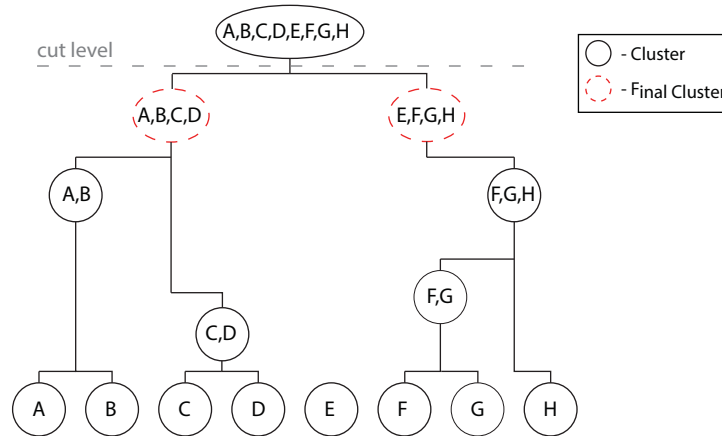 A,B,C,D,E,F,G,H
cut level
- Cluster
- Final Cluster
A,B,C,D
E,F,G,H
A,B
F,G,H
F,G
C,D
A
B
C
D
E
F
G
H